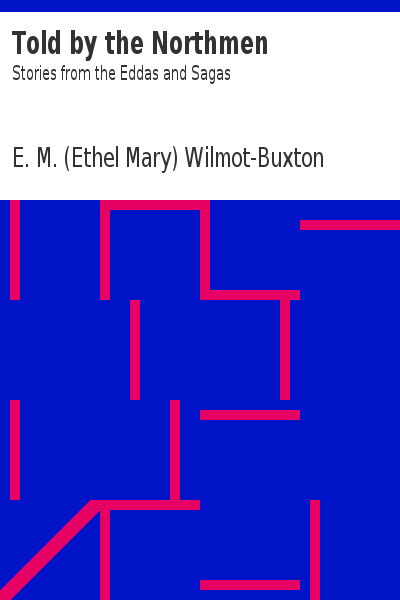 Told by the Northmen
Stories from the Eddas and Sagas
E. M. (Ethel Mary) Wilmot-Buxton